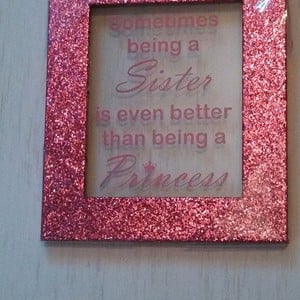 sometimes
being a
Sister
is even better
than being a
Princess